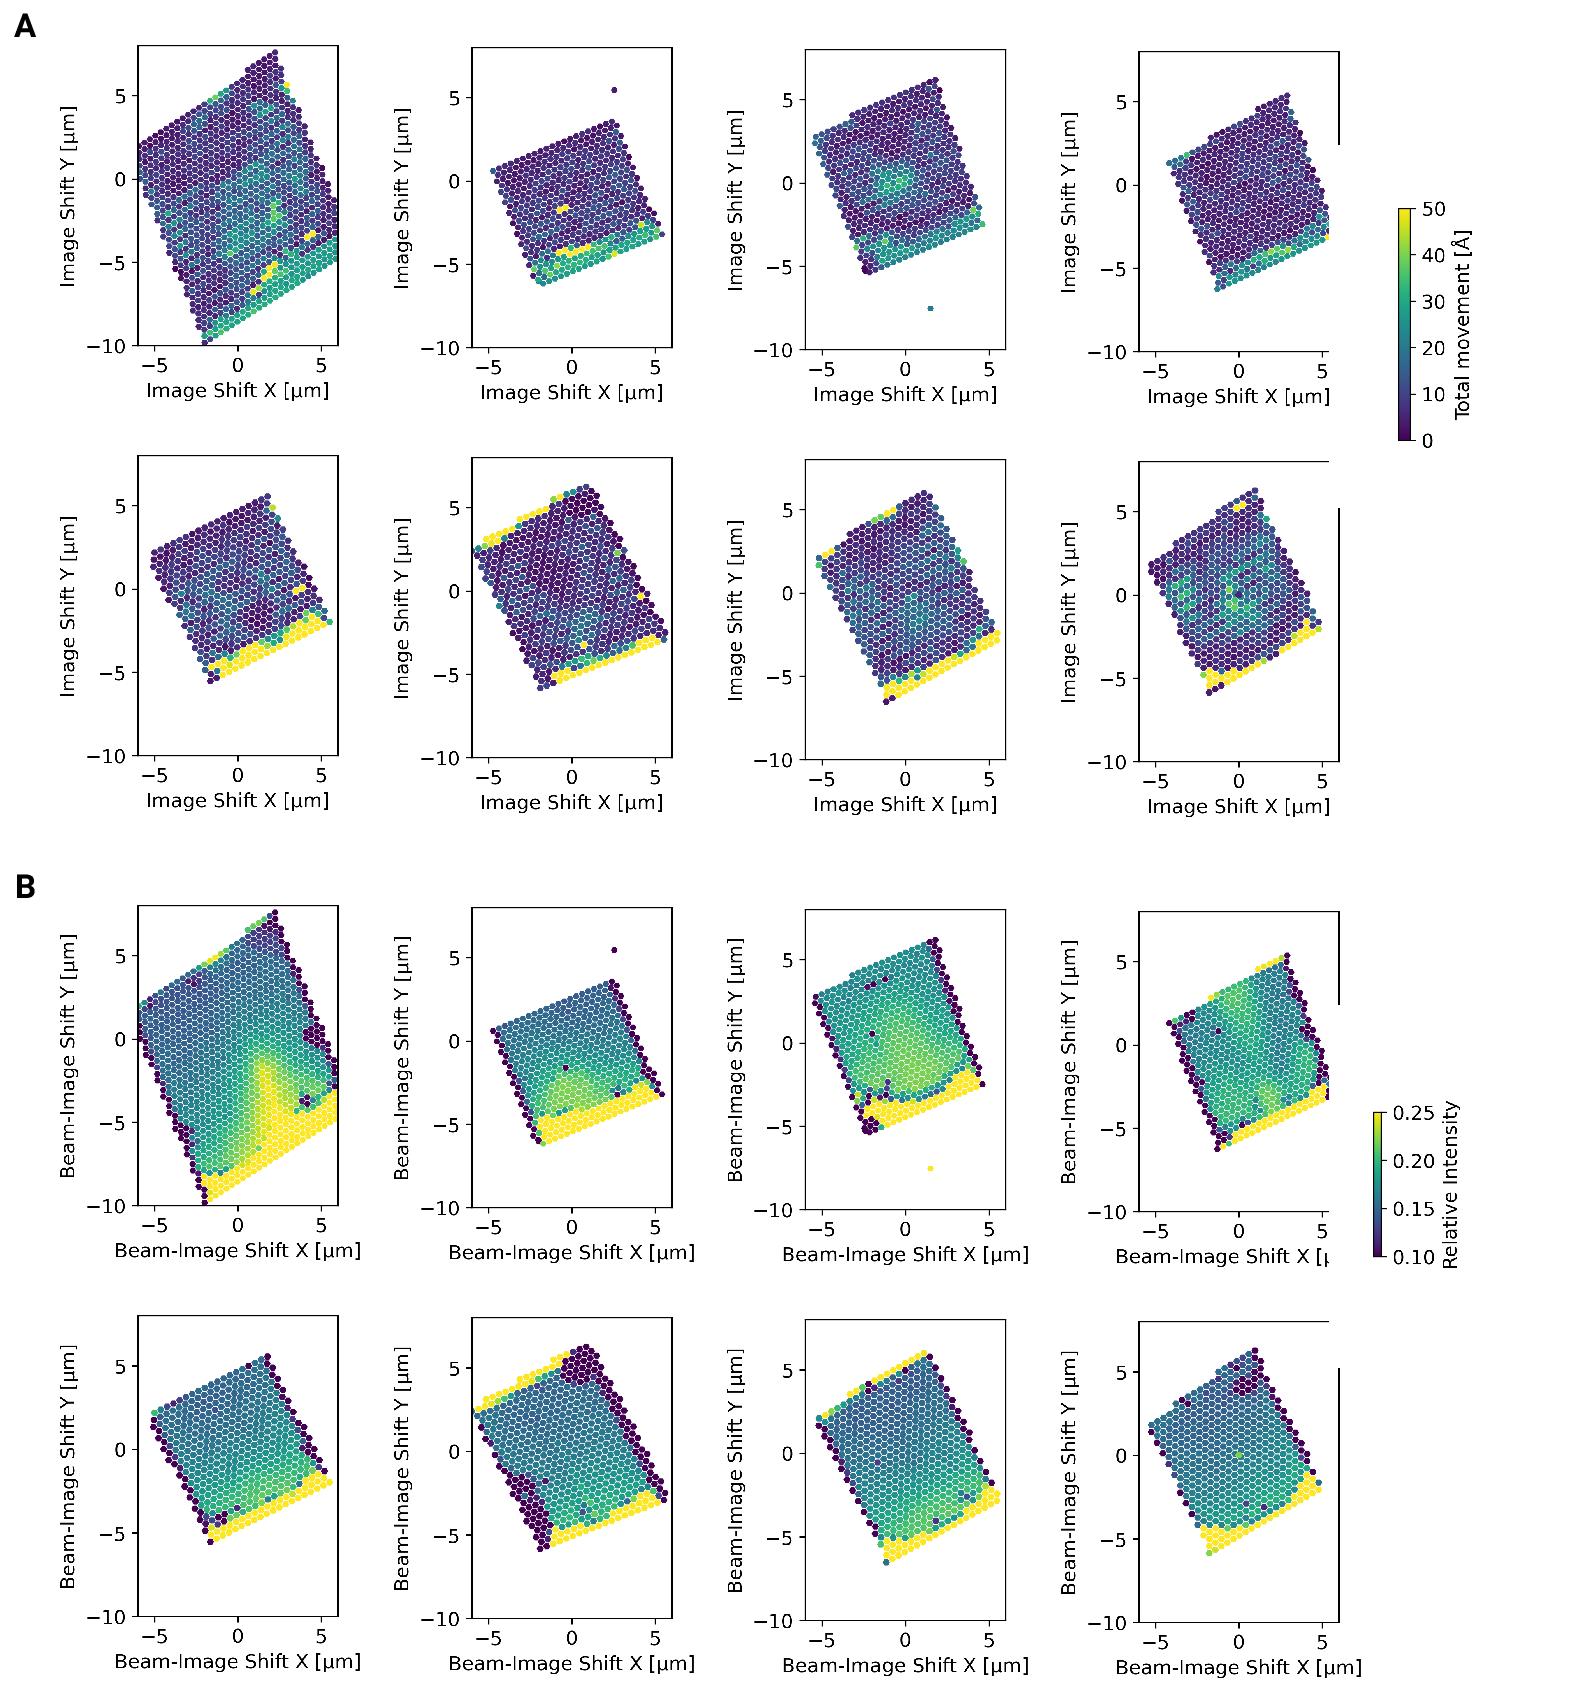 A
Image Shift Y [μm]
5
0
−5
−10
−5 0 5
Image Shift X [μm]
Image Shift Y [μm]
5
0
−5
−10
−5 0 5
Image Shift X [μm]
Image Shift Y [μm]
5
0
−5
−10
−5 0 5
Image Shift X [μm]
Image Shift Y [μm]
5
0
−5
−10
−5 0 5
Image Shift X [μm]
50
40
30
20
10
0
Total movement [Å]
Image Shift Y [μm]
5
0
−5
−10
−5 0 5
Image Shift X [μm]
Image Shift Y [μm]
5
0
−5
−10
−5 0 5
Image Shift X [μm]
Image Shift Y [μm]
5
0
−5
−10
−5 0 5
Image Shift X [μm]
Image Shift Y [μm]
5
0
−5
−10
−5 0 5
Image Shift X [μm]
B
Beam-Image Shift Y [μm]
5
0
−5
−10
−5 0 5
Beam-Image Shift X [μm]
Beam-Image Shift Y [μm]
5
0
−5
−10
−5 0 5
Beam-Image Shift X [μm]
Beam-Image Shift Y [μm]
5
0
−5
−10
−5 0 5
Beam-Image Shift X [μm]
Beam-Image Shift Y [μm]
5
0
−5
−10
−5 0 5
Beam-Image Shift X [μ
0.25
0.20
0.15
0.10
Relative Intensity
Beam-Image Shift Y [μm]
5
0
−5
−10
−5 0 5
Beam-Image Shift X [μm]
Beam-Image Shift Y [μm]
5
0
−5
−10
−5 0 5
Beam-Image Shift X [μm]
Beam-Image Shift Y [μm]
5
0
−5
−10
−5 0 5
Beam-Image Shift X [μm]
Beam-Image Shift Y [μm]
5
0
−5
−10
−5 0 5
Beam-Image Shift X [μm]